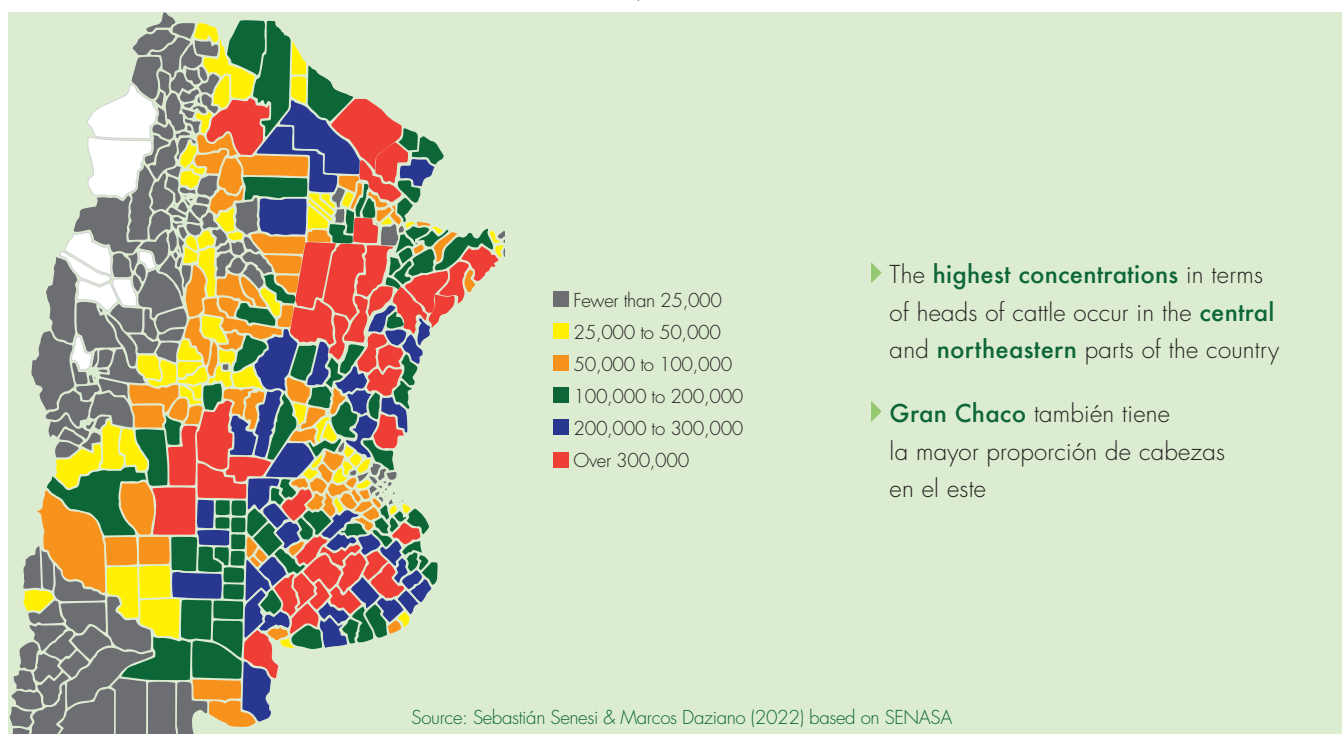 Fewer than 25,000
25,000 to 50,000
50,000 to 100,000
100,000 to 200,000
200,000 to 300,000
Over 300,000
The highest concentrations in terms
of heads of cattle occur in the central
and northeastern parts of the country
Gran Chaco también tiene
la mayor proporción de cabezas
en el este
Source: Sebastián Senesi & Marcos Daziano (2022) based on SENASA